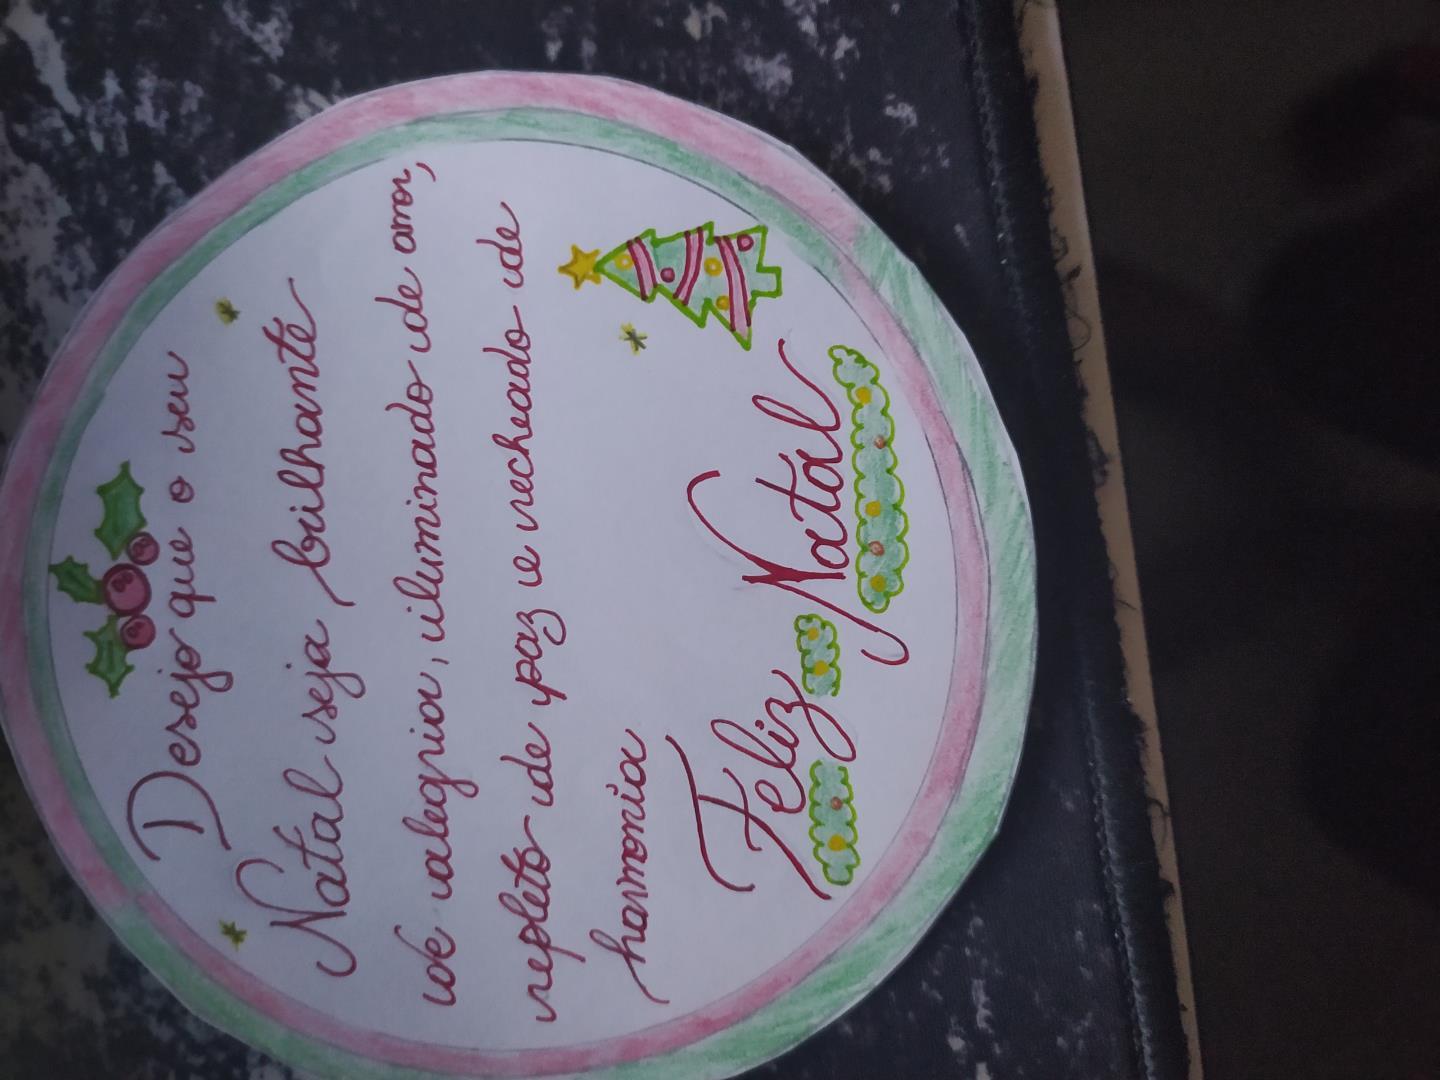 Desejo que o seu
Natal seja brilhante
de alegria, iluminado de amor,
repleto de paz e recheado de
harmonia
Feliz Natal